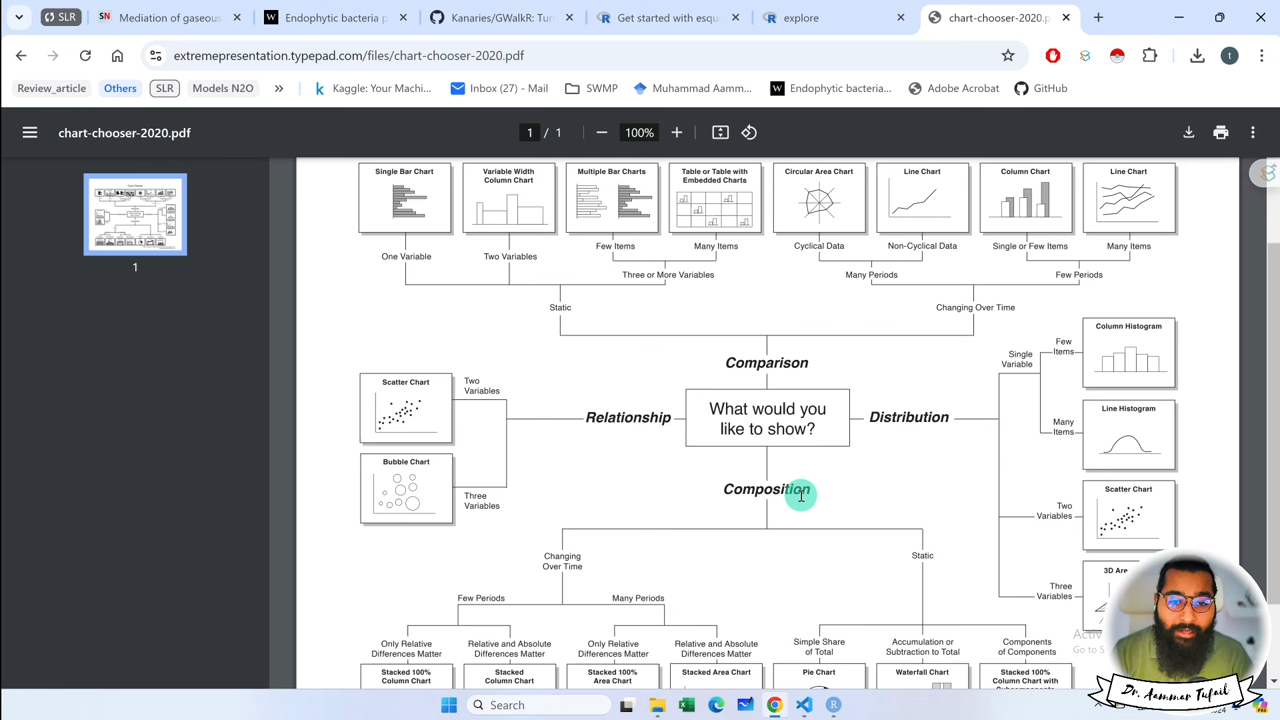 Mediation of gaseous
Endophytic bacteria p
Kanaries/GWalkR: Tur
Get started with esqu
explore
chart-chooser-2020.p
extremepresentation.typepad.com/files/chart-chooser-2020.pdf
Review_article
Others
SLR
Models N2O
Kaggle: Your Machi...
Inbox (27) - Mail
SWMP
Muhammad Aamm...
Endophytic bacteria...
Adobe Acrobat
GitHub
chart-chooser-2020.pdf
1 / 1
100%
1
Single Bar Chart
Variable Width
Column Chart
Multiple Bar Charts
Table or Table with
Embedded Charts
Circular Area Chart
Line Chart
Column Chart
Line Chart
One Variable
Two Variables
Few Items
Many Items
Cyclical Data
Non-Cyclical Data
Single or Few Items
Many Items
Three or More Variables
Many Periods
Few Periods
Static
Changing Over Time
Comparison
What would you
like to show?
Relationship
Distribution
Composition
Scatter Chart
Two
Variables
Bubble Chart
Three
Variables
Single
Variable
Few
Items
Column Histogram
Many
Items
Line Histogram
Two
Variables
Scatter Chart
Three
Variables
3D Are
Changing
Over Time
Static
Few Periods
Many Periods
Only Relative
Differences Matter
Relative and Absolute
Differences Matter
Only Relative
Differences Matter
Relative and Absolute
Differences Matter
Simple Share
of Total
Accumulation or
Subtraction to Total
Components
of Components
Stacked 100%
Column Chart
Stacked
Column Chart
Stacked 100%
Area Chart
Stacked Area Chart
Pie Chart
Waterfall Chart
Stacked 100%
Column Chart with
Activ
Go to S
Dr. Aammar Tufail
Search